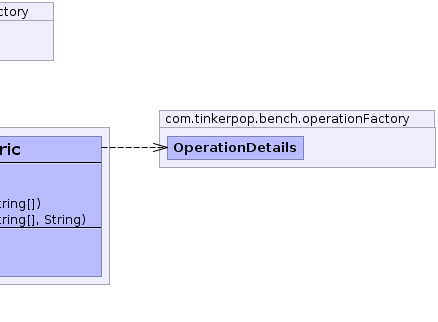 ctory
com.tinkerpop.bench.operationFactory
ric
OperationDetails
tring[])
tring[], String)